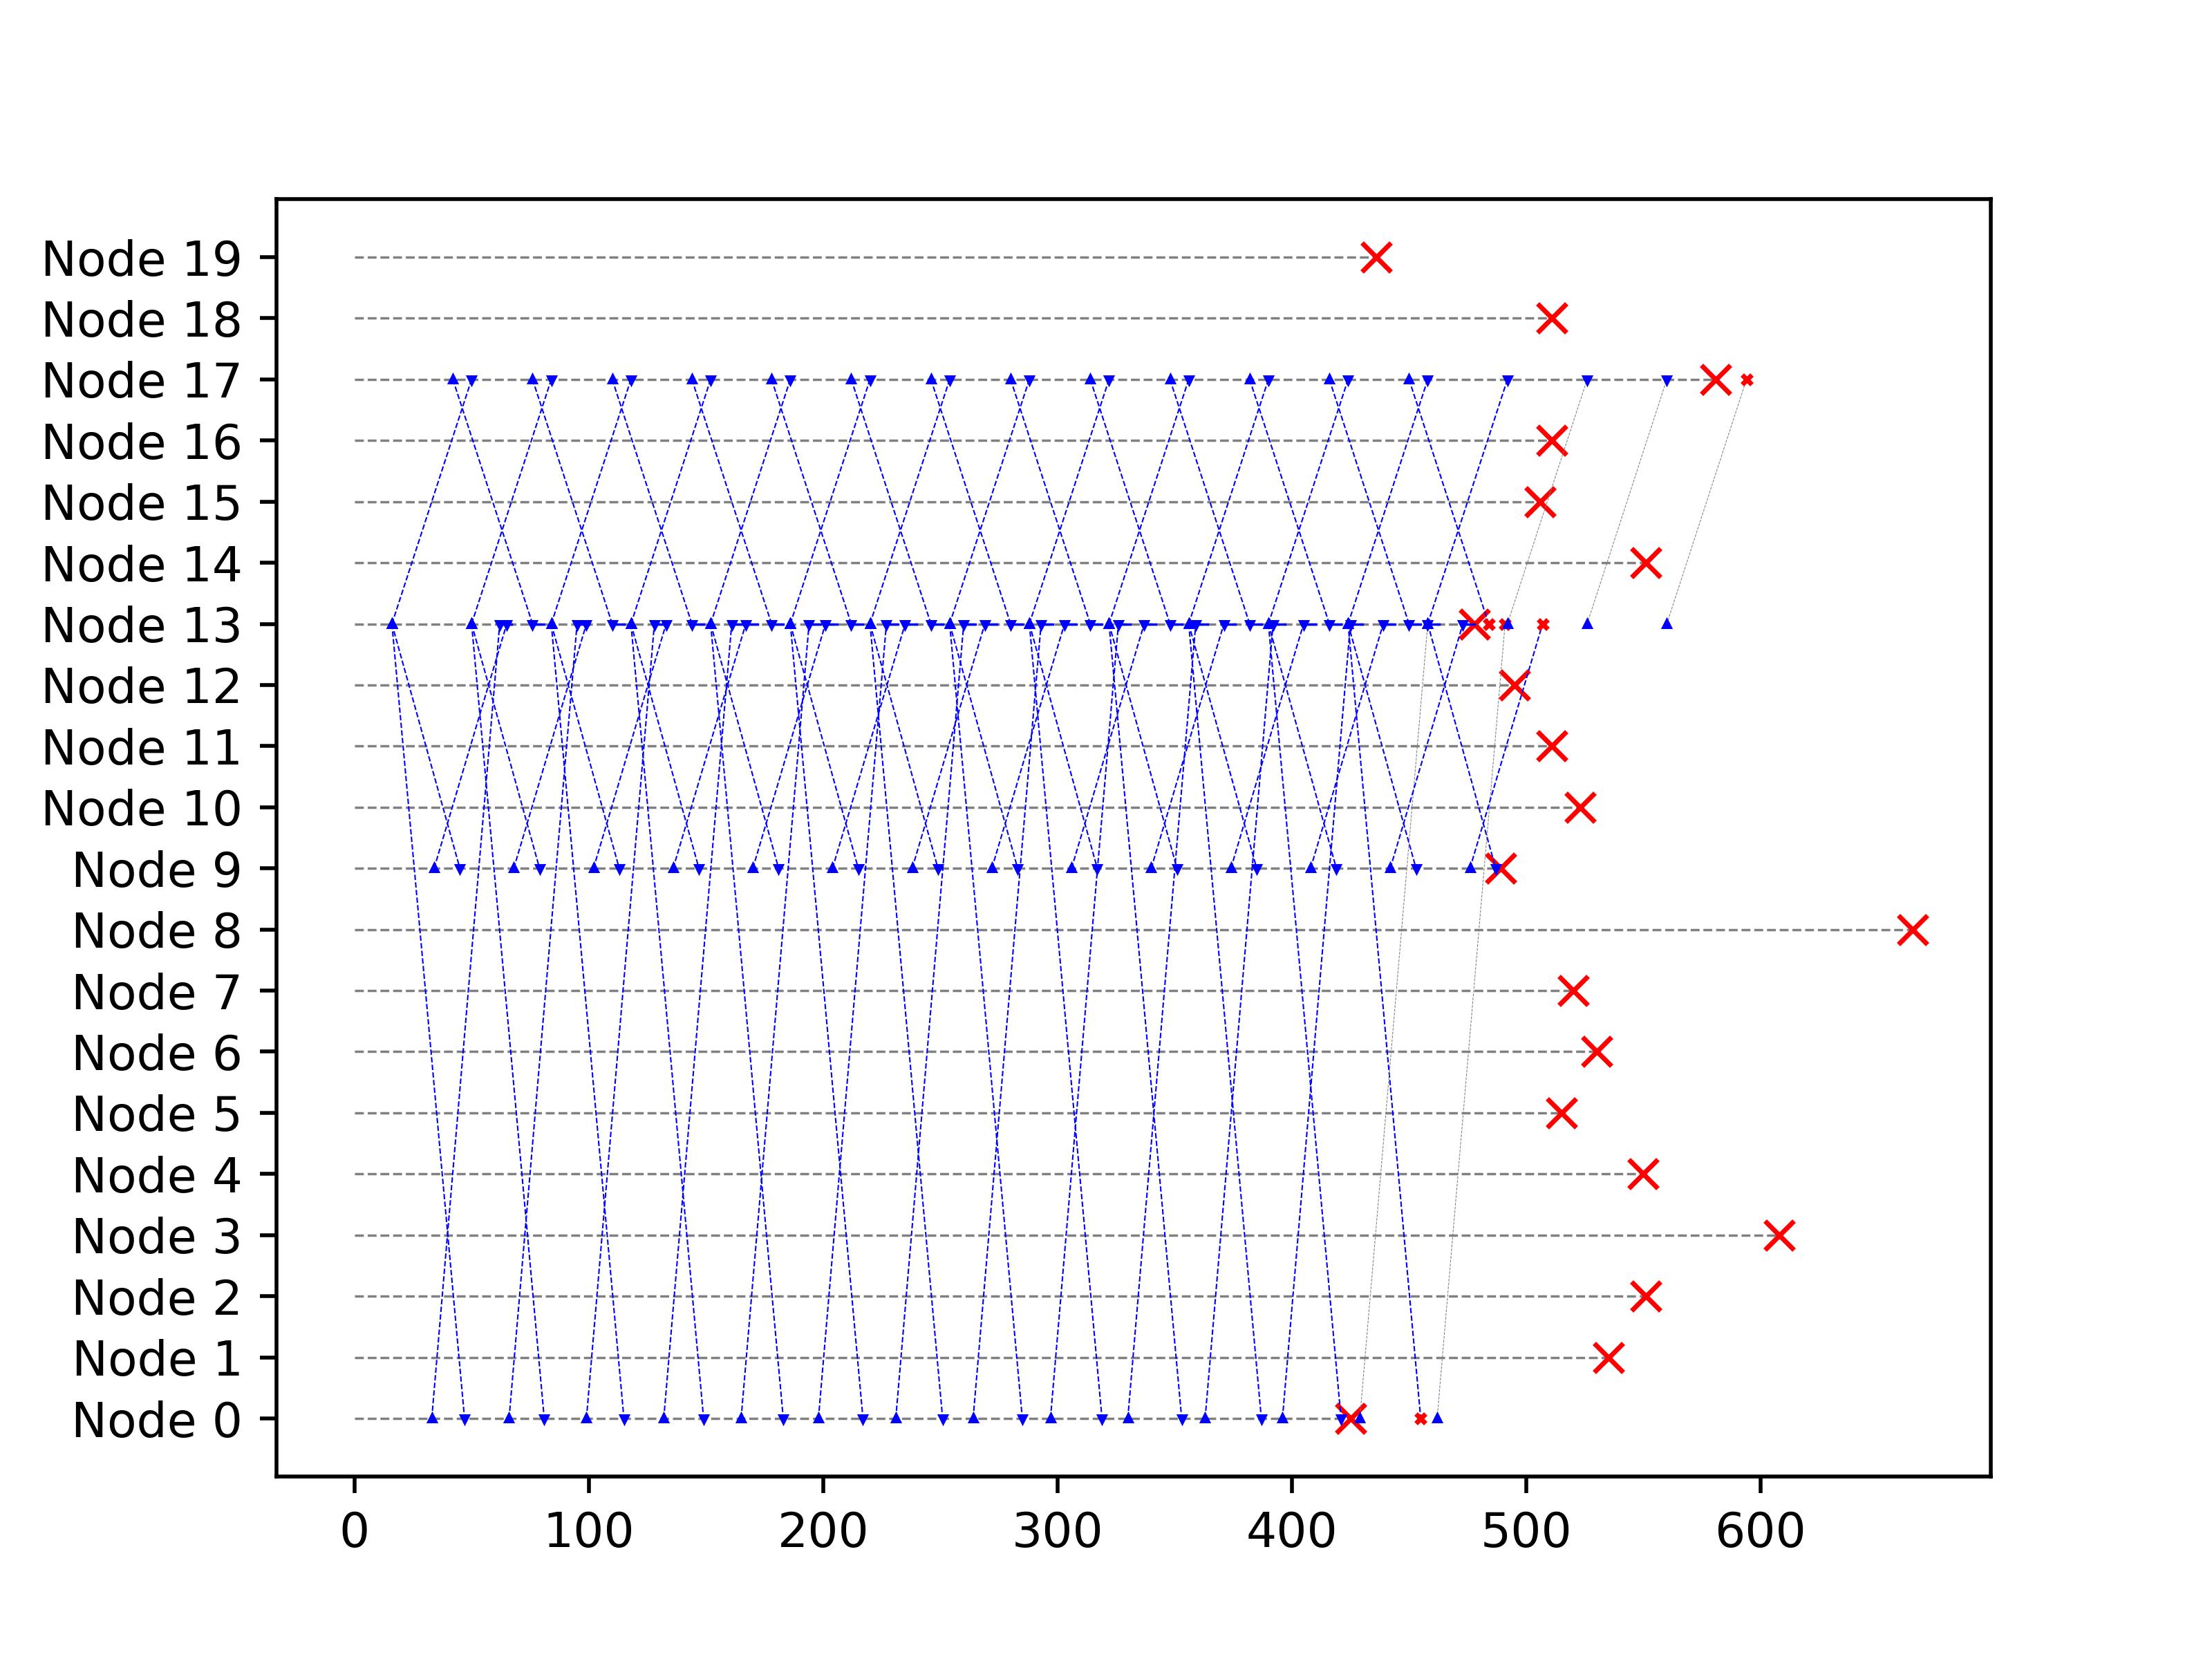 Node 19
Node 18
Node 17
Node 16
Node 15
Node 14
Node 13
Node 12
Node 11
Node 10
Node 9
Node 8
Node 7
Node 6
Node 5
Node 4
Node 3
Node 2
Node 1
Node 0
0 100 200 300 400 500 600